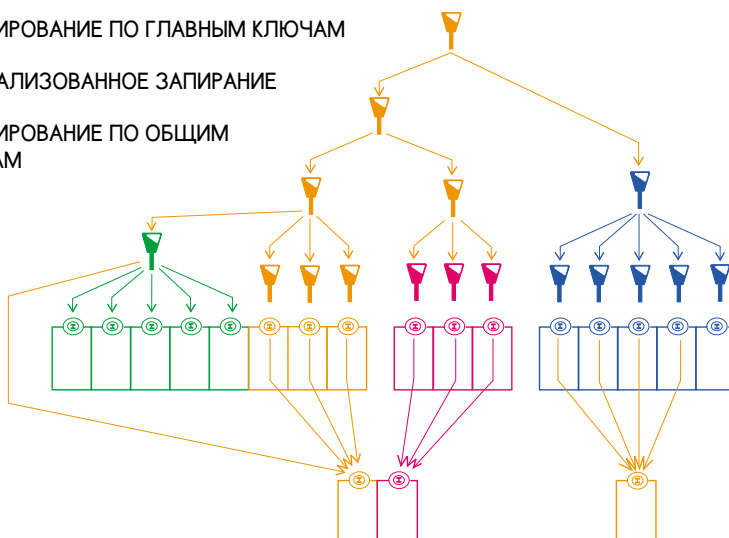 ИРОВАНИЕ ПО ГЛАВНЫМ КЛЮЧАМ
АЛИЗОВАННОЕ ЗАПИРАНИЕ
ИРОВАНИЕ ПО ОБЩИМ
АМ